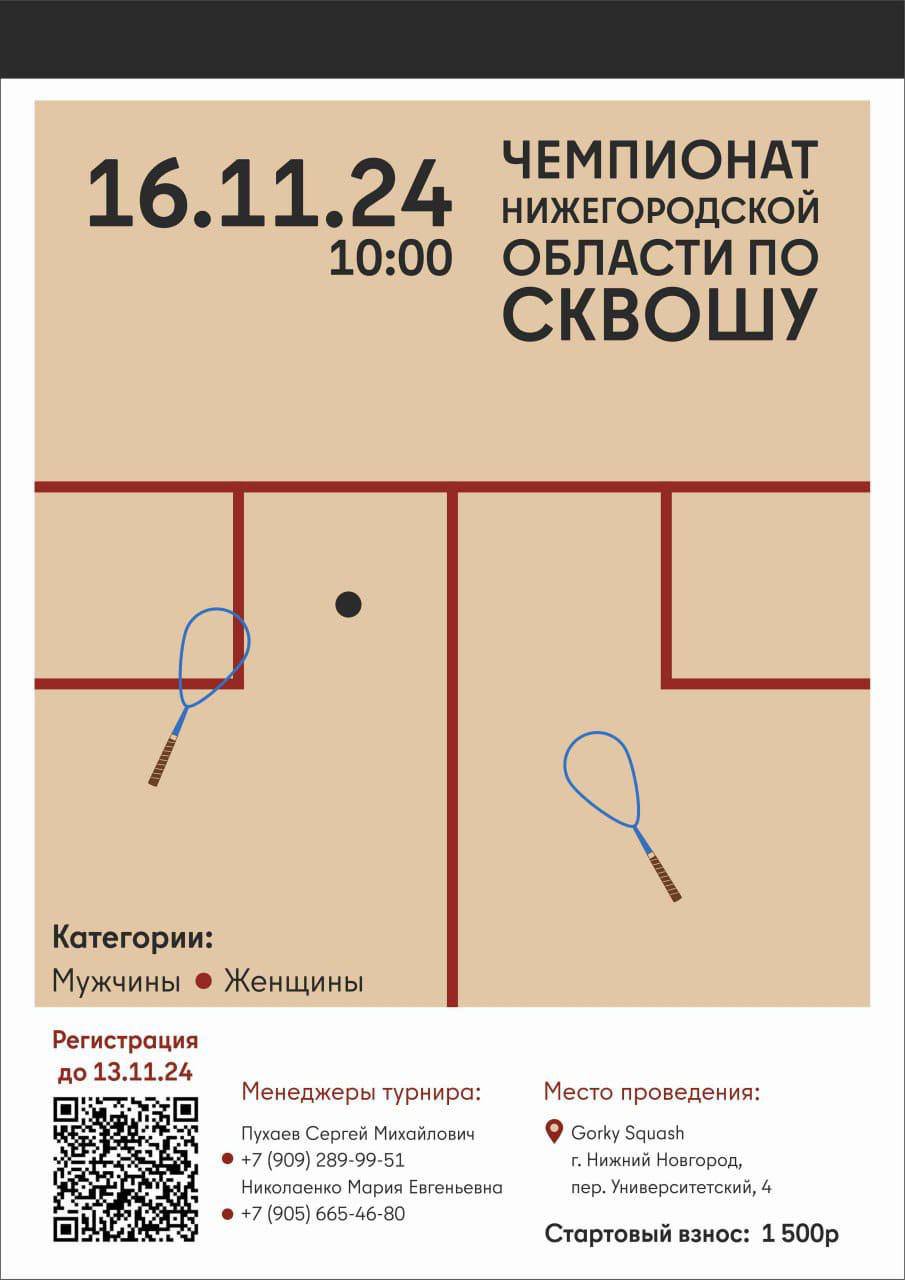 16.11.24
10:00
ЧЕМПИОНАТ
НИЖЕГОРОДСКОЙ
ОБЛАСТИ ПО
СКВОШУ
Категории:
Мужчины ● Женщины
Регистрация
до 13.11.24
Менеджеры турнира:
Пухаев Сергей Михайлович
+7 (909) 289-99-51
Николаенко Мария Евгеньевна
+7 (905) 665-46-80
Место проведения:
Gorky Squash
г. Нижний Новгород,
пер. Университетский, 4
Стартовый взнос: 1 500р